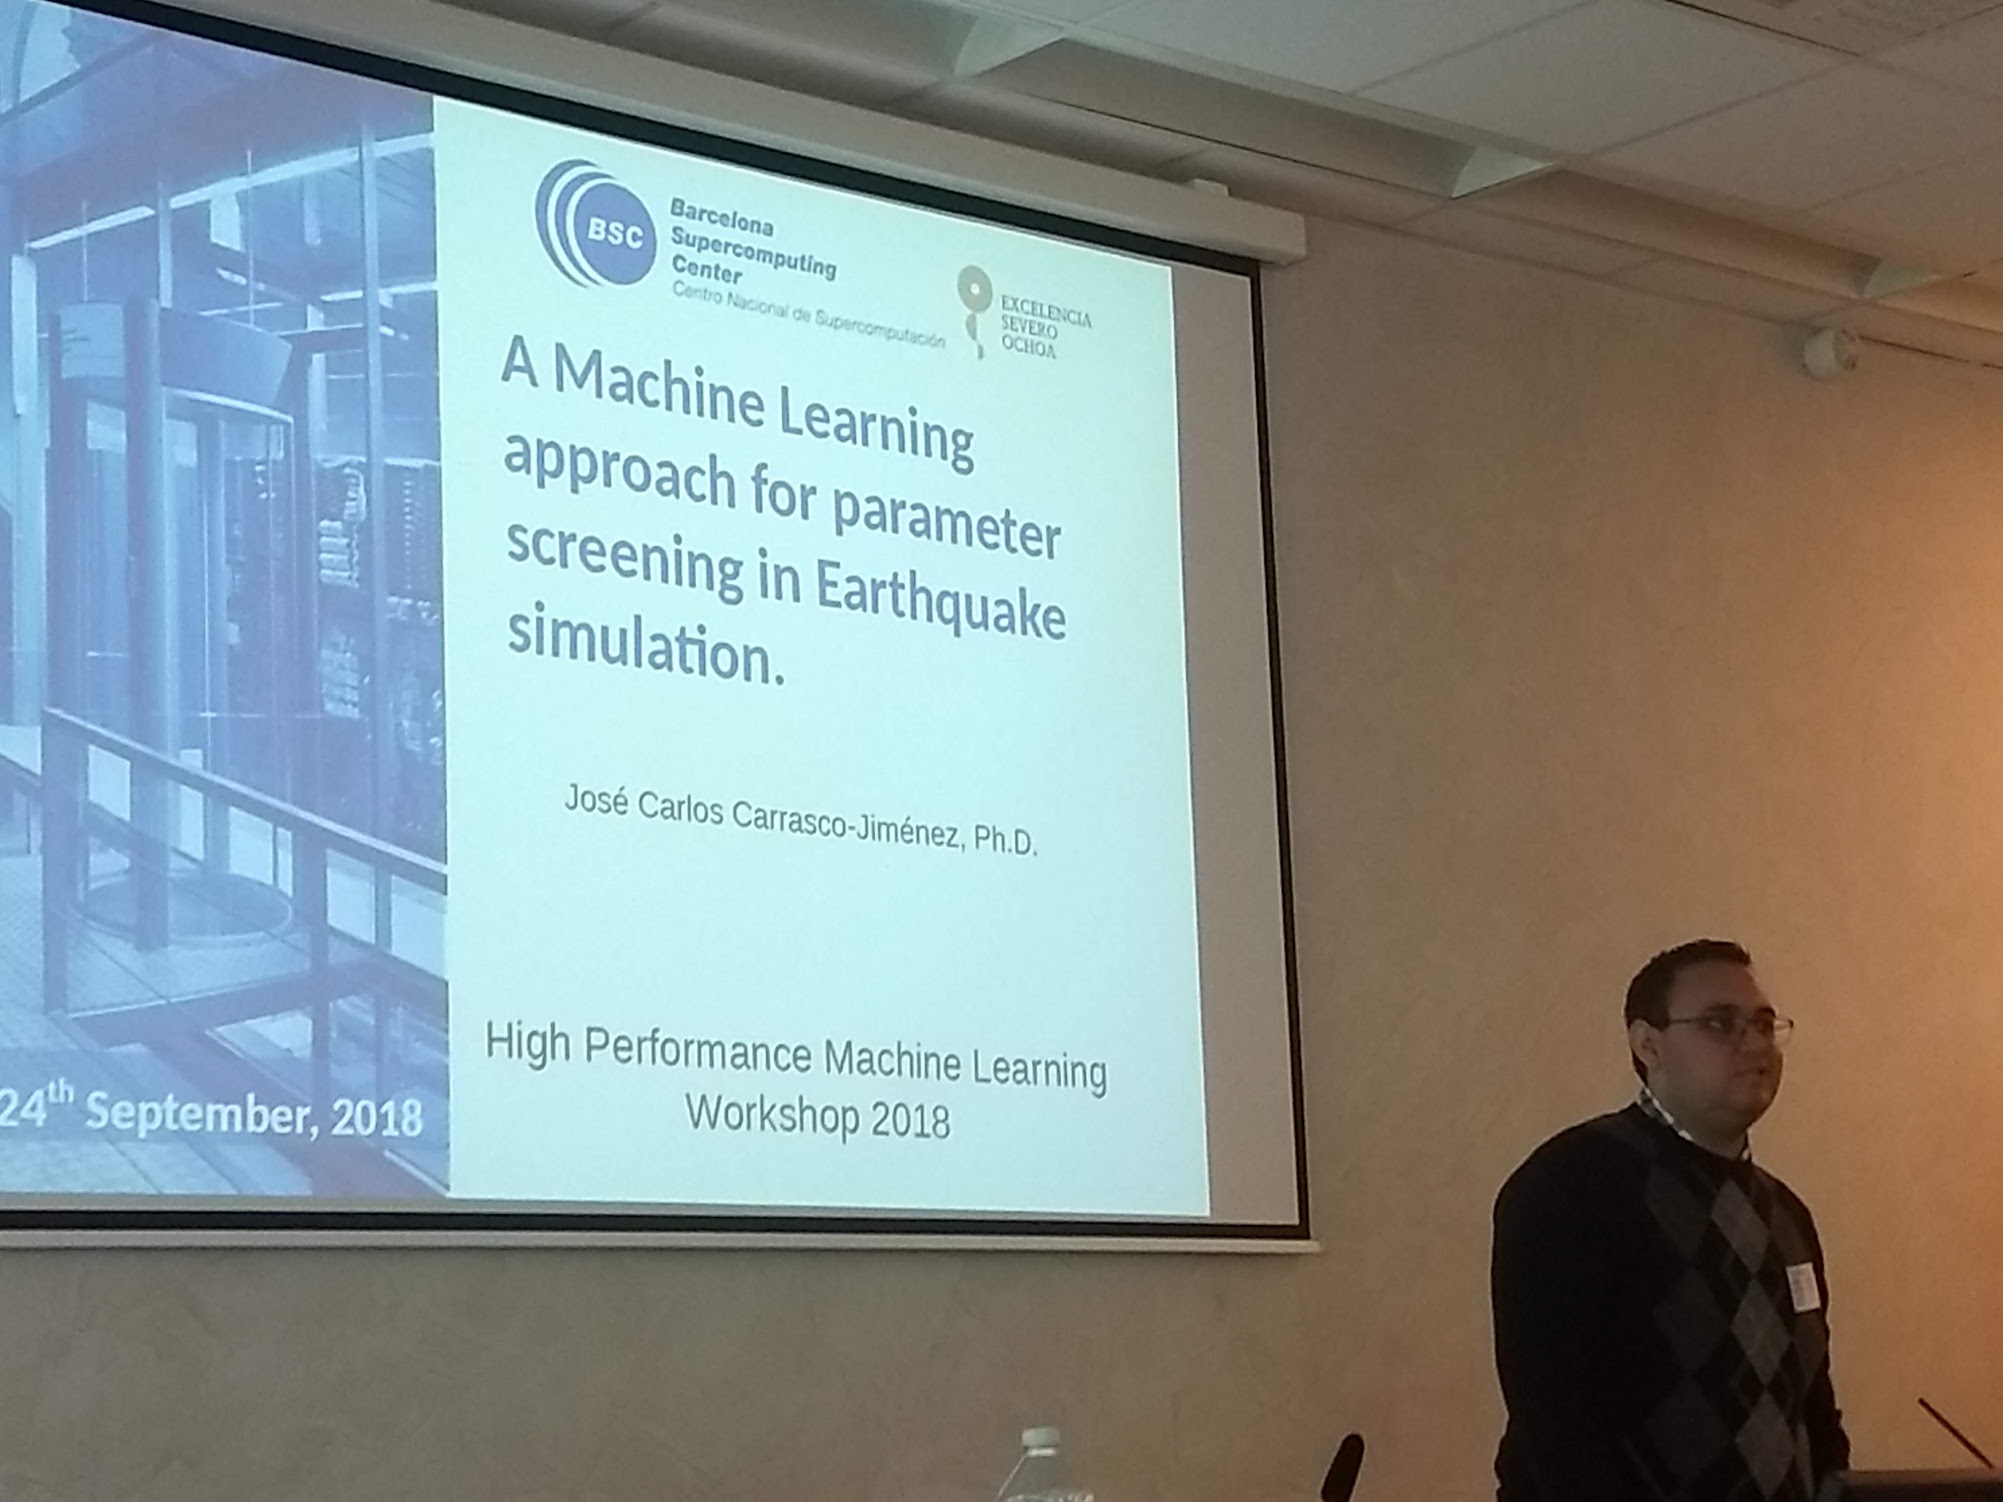 BSC
Barcelona
Supercomputing
Center
Centro Nacional de Supercomputación
EXCELENCIA
SEVERO
OCHOA
A Machine Learning
approach for parameter
screening in Earthquake
simulation.
José Carlos Carrasco-Jiménez, Ph.D.
High Performance Machine Learning
Workshop 2018
24th September, 2018